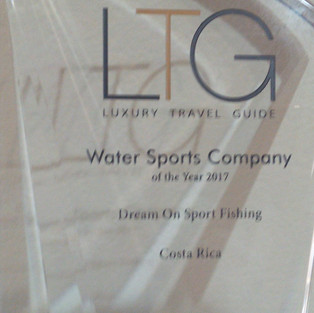 LTG
LUXURY TRAVEL GUIDE
Water Sports Company
of the Year 2017
Dream On Sport Fishing
Costa Rica